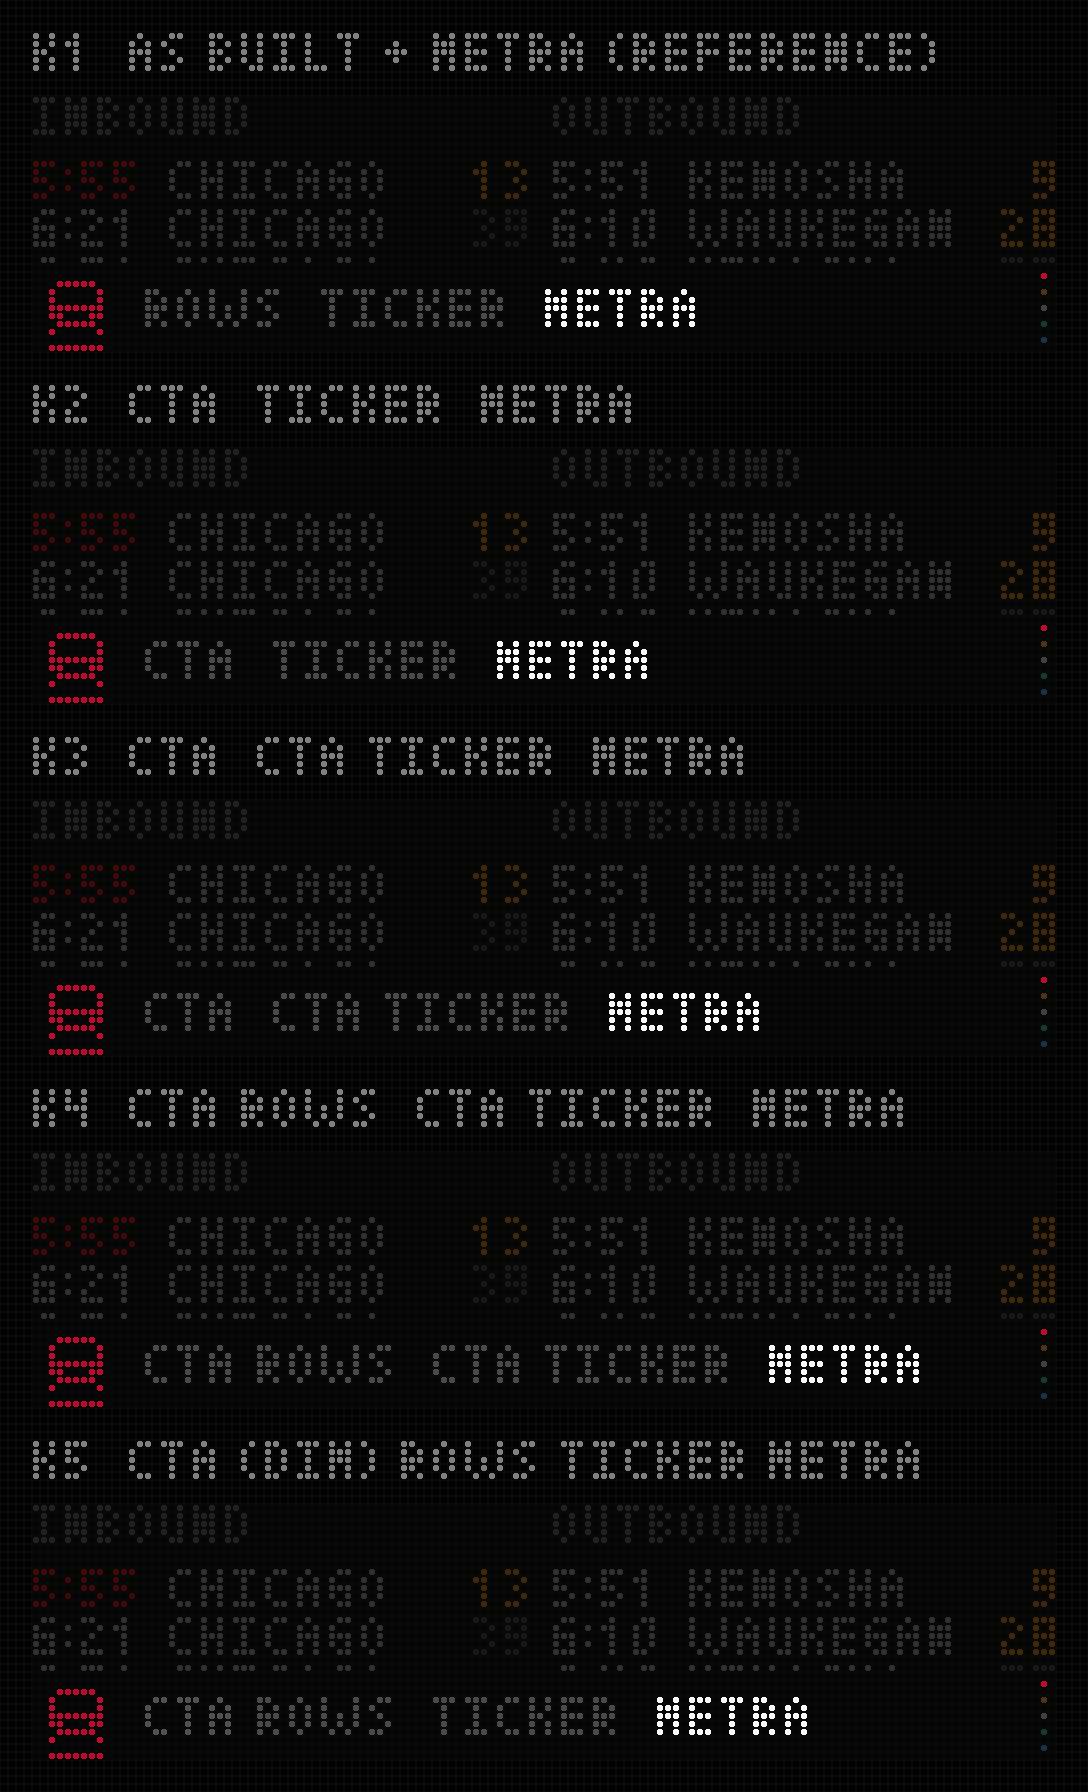 K1 AS BUILT + METRA (REFERENCE)
INBOUND OUTBOUND
5:55 CHICAGO 13 5:51 KENOSHA 9
6:21 CHICAGO 39 6:10 WAUKEGAN 28
ROWS TICKER METRA
K2 CTA TICKER METRA
INBOUND OUTBOUND
5:55 CHICAGO 13 5:51 KENOSHA 9
6:21 CHICAGO 39 6:10 WAUKEGAN 28
CTA TICKER METRA
K3 CTA CTA TICKER METRA
INBOUND OUTBOUND
5:55 CHICAGO 13 5:51 KENOSHA 9
6:21 CHICAGO 39 6:10 WAUKEGAN 28
CTA CTA TICKER METRA
K4 CTA ROWS CTA TICKER METRA
INBOUND OUTBOUND
5:55 CHICAGO 13 5:51 KENOSHA 9
6:21 CHICAGO 39 6:10 WAUKEGAN 28
CTA ROWS CTA TICKER METRA
K5 CTA (DIM) ROWS TICKER METRA
INBOUND OUTBOUND
5:55 CHICAGO 13 5:51 KENOSHA 9
6:21 CHICAGO 39 6:10 WAUKEGAN 28
CTA ROWS TICKER METRA